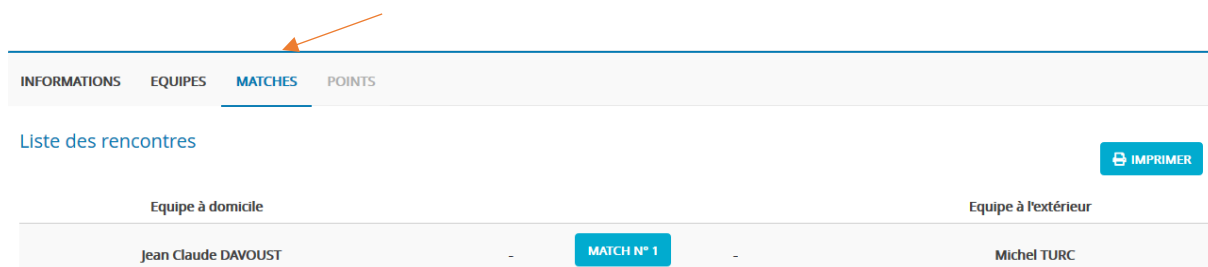 INFORMATIONS EQUIPES MATCHES POINTS
Liste des rencontres
IMPRIMER
Equipe à domicile Equipe à l'extérieur
Jean Claude DAVOUST - MATCH N° 1 - Michel TURC